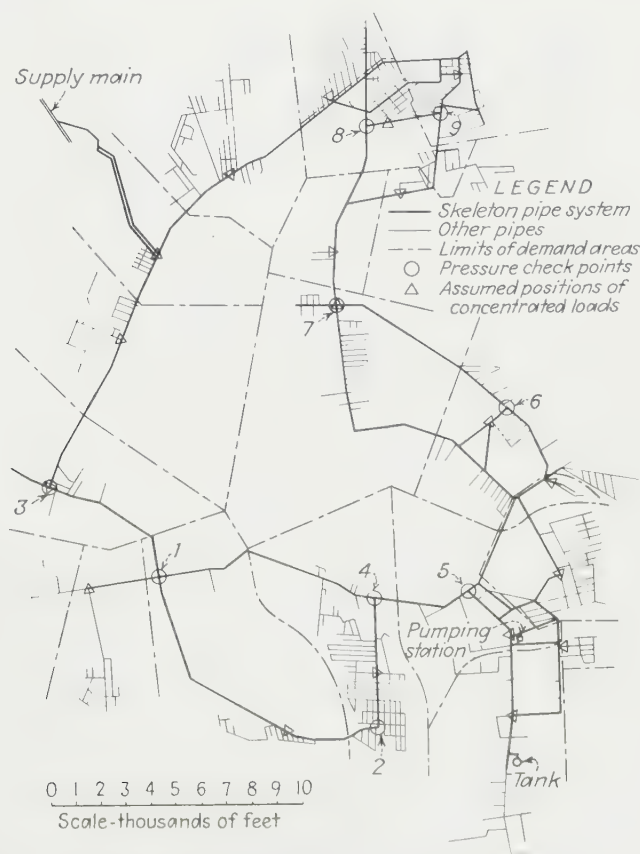 Supply main
8
9
LEGEND
Skeleton pipe system
Other pipes
Limits of demand areas
Pressure check points
Assumed positions of
concentrated loads
7
6
3
1
4
5
Pumping
station
2
Tank
0 1 2 3 4 5 6 7 8 9 10
Scale-thousands of feet